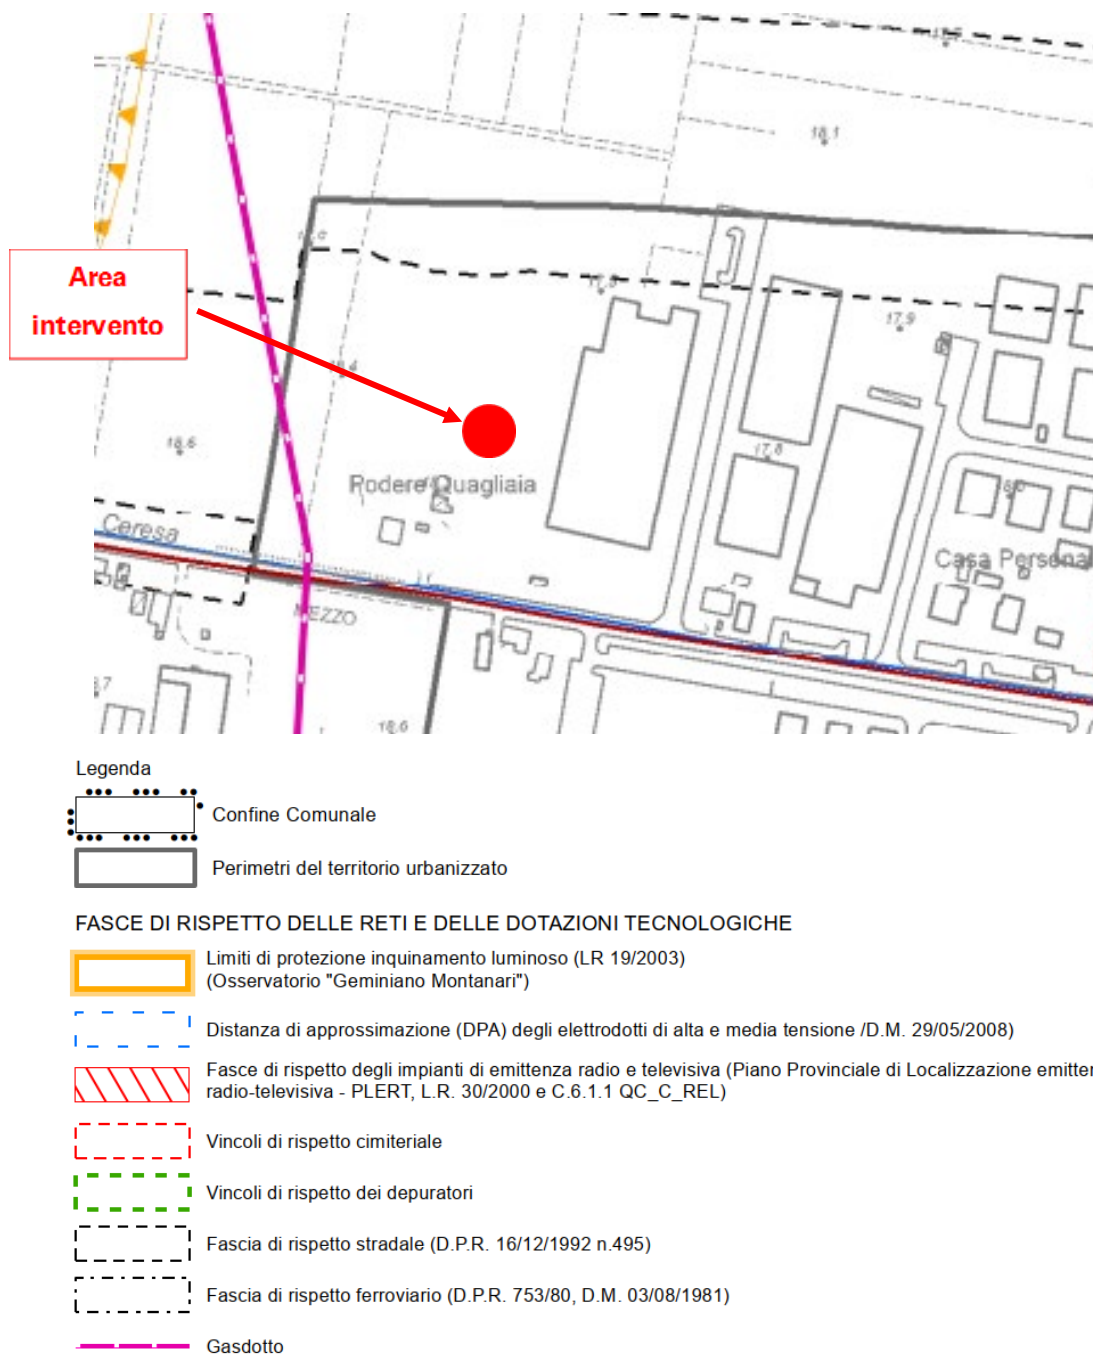 18,1
Area
intervento
17,9
18,6
17,8
Podere Quagliaia
Ceresa
Casa Persona
MEZZO
18,6
Legenda
Confine Comunale
Perimetri del territorio urbanizzato
FASCE DI RISPETTO DELLE RETI E DELLE DOTAZIONI TECNOLOGICHE
Limiti di protezione inquinamento luminoso (LR 19/2003)
(Osservatorio "Geminiano Montanari")
Distanza di approssimazione (DPA) degli elettrodotti di alta e media tensione /D.M. 29/05/2008)
Fasce di rispetto degli impianti di emittenza radio e televisiva (Piano Provinciale di Localizzazione emitten
radio-televisiva - PLERT, L.R. 30/2000 e C.6.1.1 QC_C_REL)
Vincoli di rispetto cimiteriale
Vincoli di rispetto dei depuratori
Fascia di rispetto stradale (D.P.R. 16/12/1992 n.495)
Fascia di rispetto ferroviario (D.P.R. 753/80, D.M. 03/08/1981)
Gasdotto